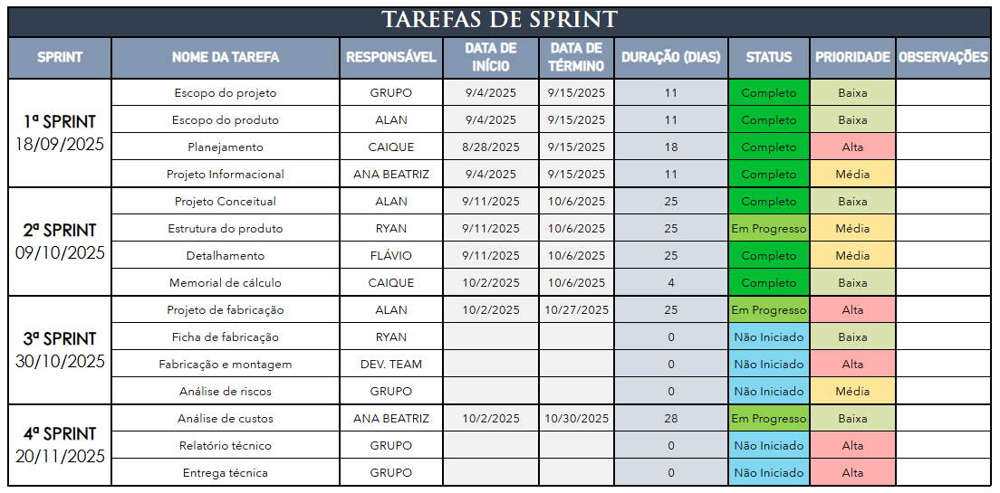 TAREFAS DE SPRINT
SPRINT NOME DA TAREFA RESPONSÁVEL DATA DE INÍCIO DATA DE TÉRMINO DURAÇÃO (DIAS) STATUS PRIORIDADE OBSERVAÇÕES
1ª SPRINT
18/09/2025
Escopo do projeto GRUPO 9/4/2025 9/15/2025 11 Completo Baixa
Escopo do produto ALAN 9/4/2025 9/15/2025 11 Completo Baixa
Planejamento CAIQUE 8/28/2025 9/15/2025 18 Completo Alta
Projeto Informacional ANA BEATRIZ 9/4/2025 9/15/2025 11 Completo Média
2ª SPRINT
09/10/2025
Projeto Conceitual ALAN 9/11/2025 10/6/2025 25 Completo Baixa
Estrutura do produto RYAN 9/11/2025 10/6/2025 25 Em Progresso Média
Detalhamento FLÁVIO 9/11/2025 10/6/2025 25 Completo Média
Memorial de cálculo CAIQUE 10/2/2025 10/6/2025 4 Completo Baixa
3ª SPRINT
30/10/2025
Projeto de fabricação ALAN 10/2/2025 10/27/2025 25 Em Progresso Alta
Ficha de fabricação RYAN 0 Não Iniciado Baixa
Fabricação e montagem DEV. TEAM 0 Não Iniciado Alta
Análise de riscos GRUPO 0 Não Iniciado Média
4ª SPRINT
20/11/2025
Análise de custos ANA BEATRIZ 10/2/2025 10/30/2025 28 Em Progresso Baixa
Relatório técnico GRUPO 0 Não Iniciado Alta
Entrega técnica GRUPO 0 Não Iniciado Alta